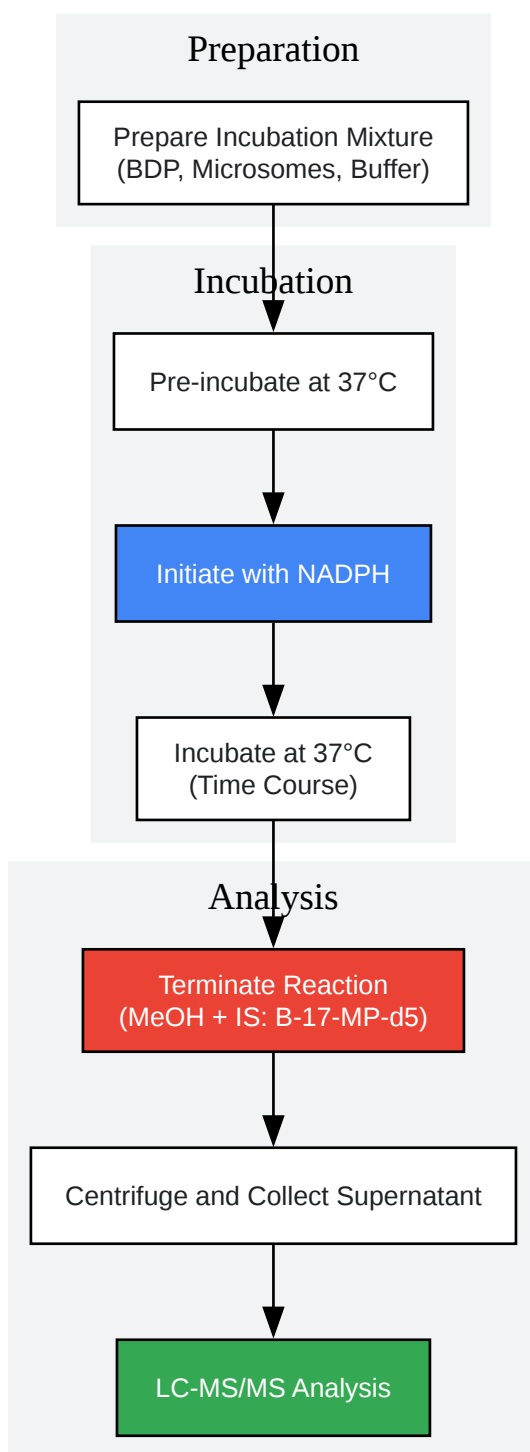 Preparation
Prepare Incubation Mixture
(BDP, Microsomes, Buffer)
Incubation
Pre-incubate at 37°C
Initiate with NADPH
Incubate at 37°C
(Time Course)
Analysis
Terminate Reaction
(MeOH + IS: B-17-MP-d5)
Centrifuge and Collect Supernatant
LC-MS/MS Analysis